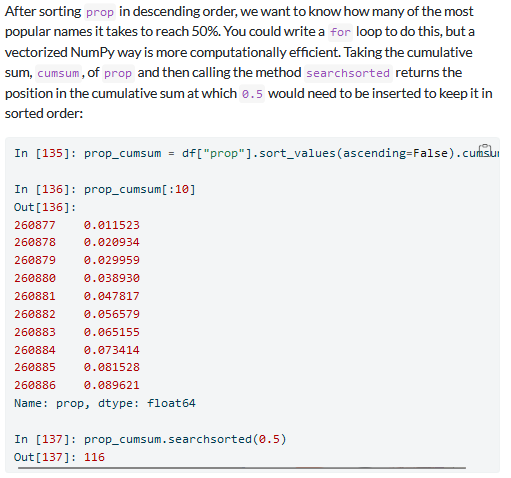 After sorting prop in descending order, we want to know how many of the most
popular names it takes to reach 50%. You could write a for loop to do this, but a
vectorized NumPy way is more computationally efficient. Taking the cumulative
sum, cumsum, of prop and then calling the method searchsorted returns the
position in the cumulative sum at which 0.5 would need to be inserted to keep it in
sorted order:
In [135]: prop_cumsum = df["prop"].sort_values(ascending=False).cumsu
In [136]: prop_cumsum[:10]
Out[136]:
260877    0.011523
260878    0.020934
260879    0.029959
260880    0.038930
260881    0.047817
260882    0.056579
260883    0.065155
260884    0.073414
260885    0.081528
260886    0.089621
Name: prop, dtype: float64
In [137]: prop_cumsum.searchsorted(0.5)
Out[137]: 116